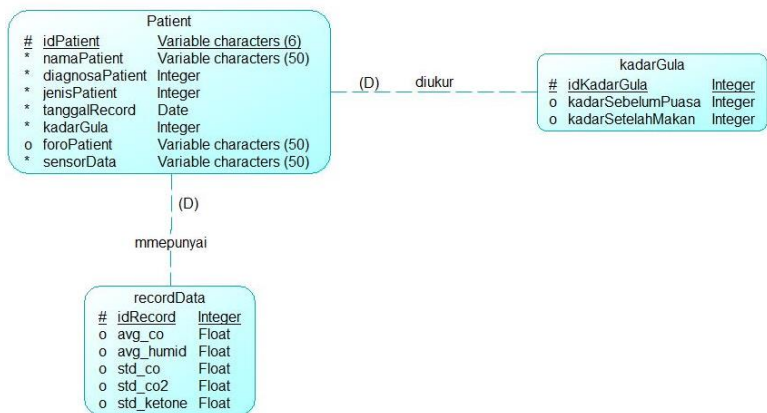 Patient
# idPatient Variable characters (6)
* namaPatient Variable characters (50)
* diagnosaPatient Integer
* jenisPatient Integer
* tanggalRecord Date
* kadarGula Integer
o foroPatient Variable characters (50)
* sensorData Variable characters (50)
(D) diukur
kadarGula
# idKadarGula Integer
o kadarSebelumPuasa Integer
o kadarSetelahMakan Integer
(D)
mmepunyai
recordData
# idRecord Integer
o avg_co Float
o avg_humid Float
o std_co Float
o std_co2 Float
o std_ketone Float